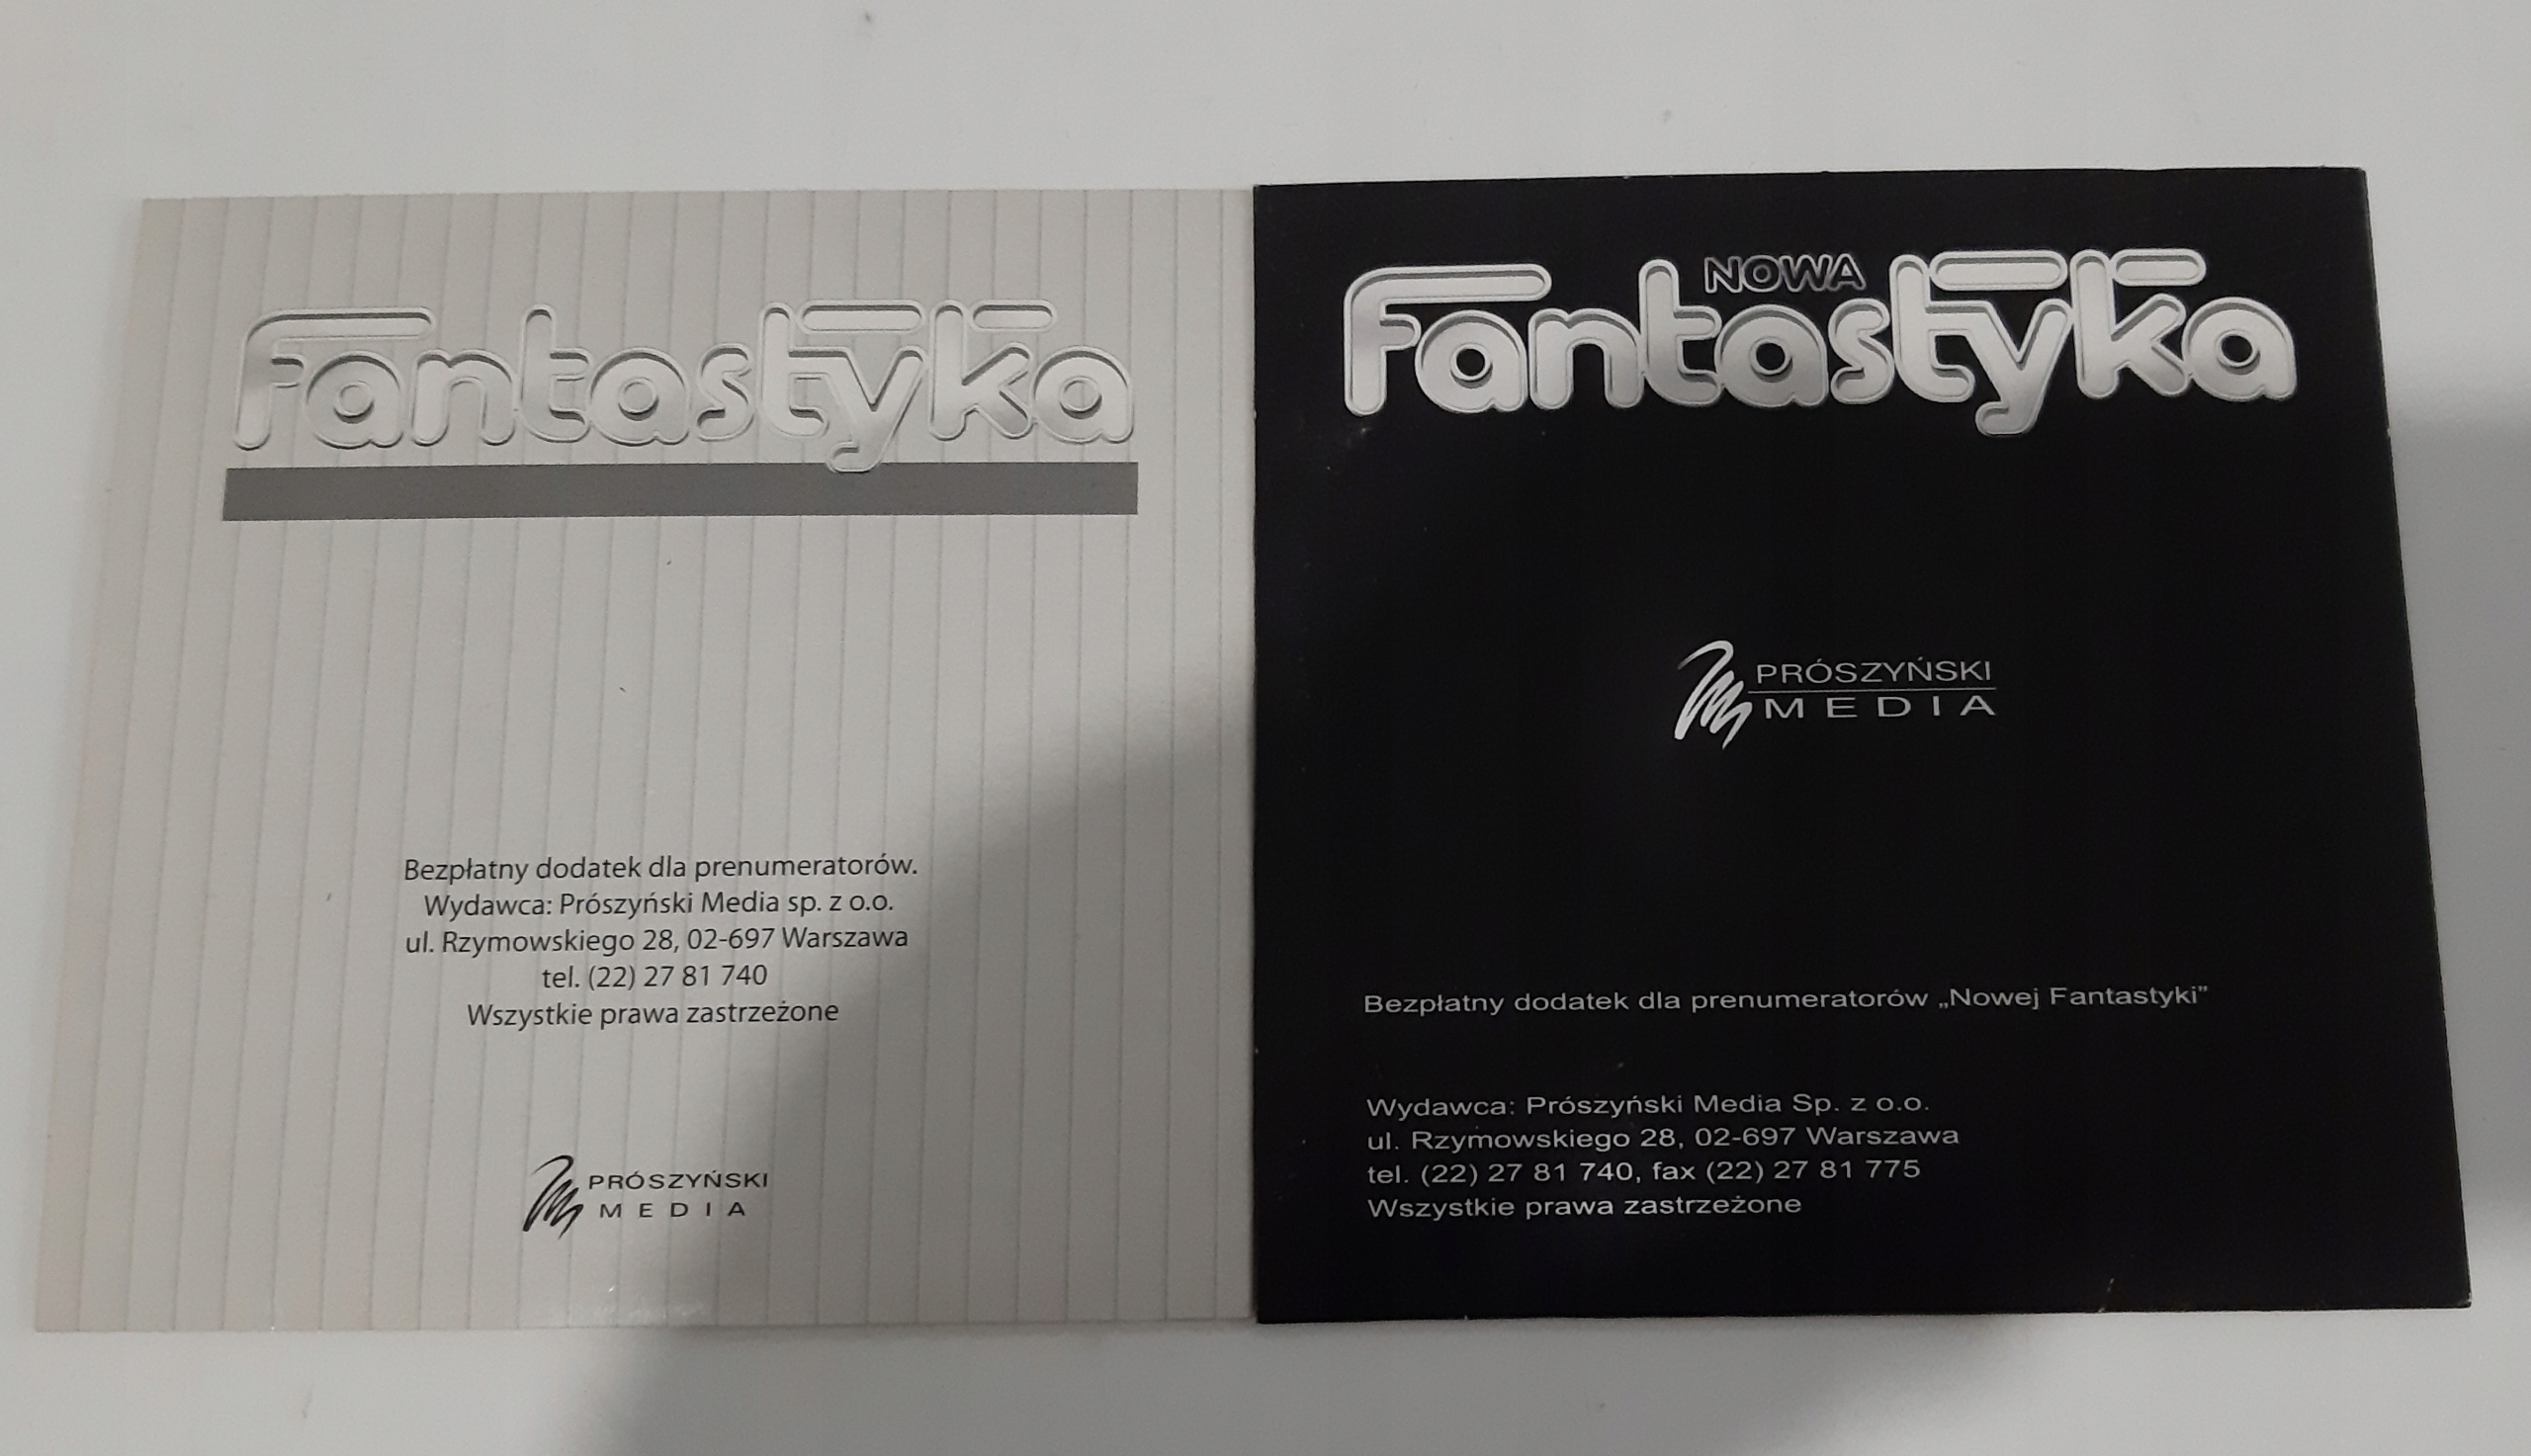 Fantastyka
Bezpłatny dodatek dla prenumeratorów.
Wydawca: Prószyński Media sp. z o.o.
ul. Rzymowskiego 28, 02-697 Warszawa
tel. (22) 27 81 740
Wszystkie prawa zastrzeżone
PRÓSZYŃSKI
MEDIA
NOWA
Fantastyka
PRÓSZYŃSKI
MEDIA
Bezpłatny dodatek dla prenumeratorów „Nowej Fantastyki”
Wydawca: Prószyński Media Sp. z o.o.
ul. Rzymowskiego 28, 02-697 Warszawa
tel. (22) 27 81 740, fax (22) 27 81 775
Wszystkie prawa zastrzeżone